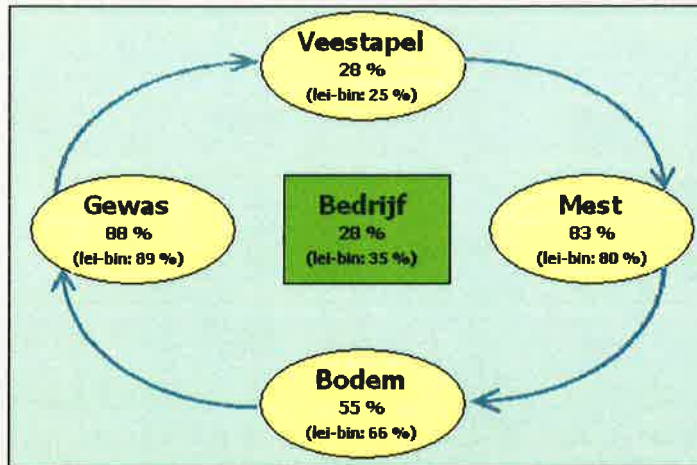 Veestapel
28 %
(lei-bin: 25 %)
Gewas
88 %
(lei-bin: 89 %)
Bedrijf
28 %
(lei-bin: 35 %)
Mest
83 %
(lei-bin: 80 %)
Bodem
55 %
(lei-bin: 66 %)